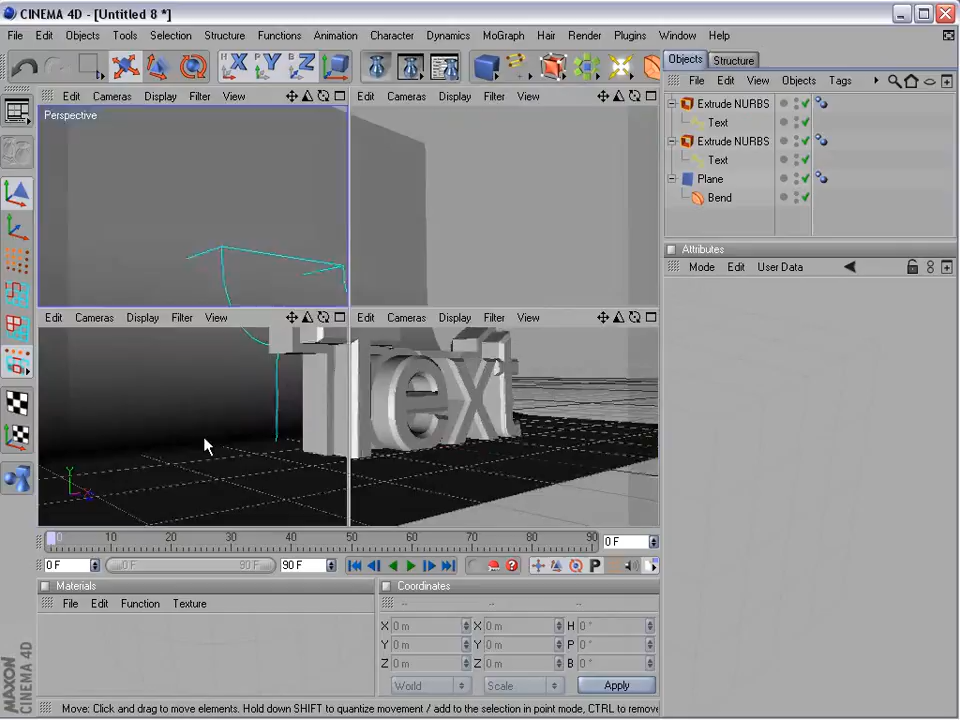 CINEMA 4D - [Untitled 8 *]
File Edit Objects Tools Selection Structure Functions Animation Character Dynamics MoGraph Hair Render Plugins Window Help
X Y Z
Objects Structure
File Edit View Objects Tags
Edit Cameras Display Filter View
Edit Cameras Display Filter View
Perspective
Extrude NURBS
Text
Extrude NURBS
Text
Plane
Bend
Attributes
Mode Edit User Data
Edit Cameras Display Filter View
Edit Cameras Display Filter View
Text
Y
X
0 10 20 30 40 50 60 70 80 90
0 F
0 F 0 F 90 F 90 F
P
Materials
File Edit Function Texture
Coordinates
-- -- --
X 0 m X 0 m H 0 °
Y 0 m Y 0 m P 0 °
Z 0 m Z 0 m B 0 °
World Scale Apply
MAXON
CINEMA 4D
Move: Click and drag to move elements. Hold down SHIFT to quantize movement / add to the selection in point mode, CTRL to remove